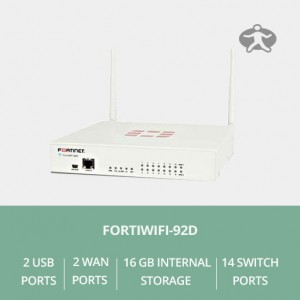 FORTINET
FORTIWIFI-92D
2 USB PORTS
2 WAN PORTS
16 GB INTERNAL STORAGE
14 SWITCH PORTS